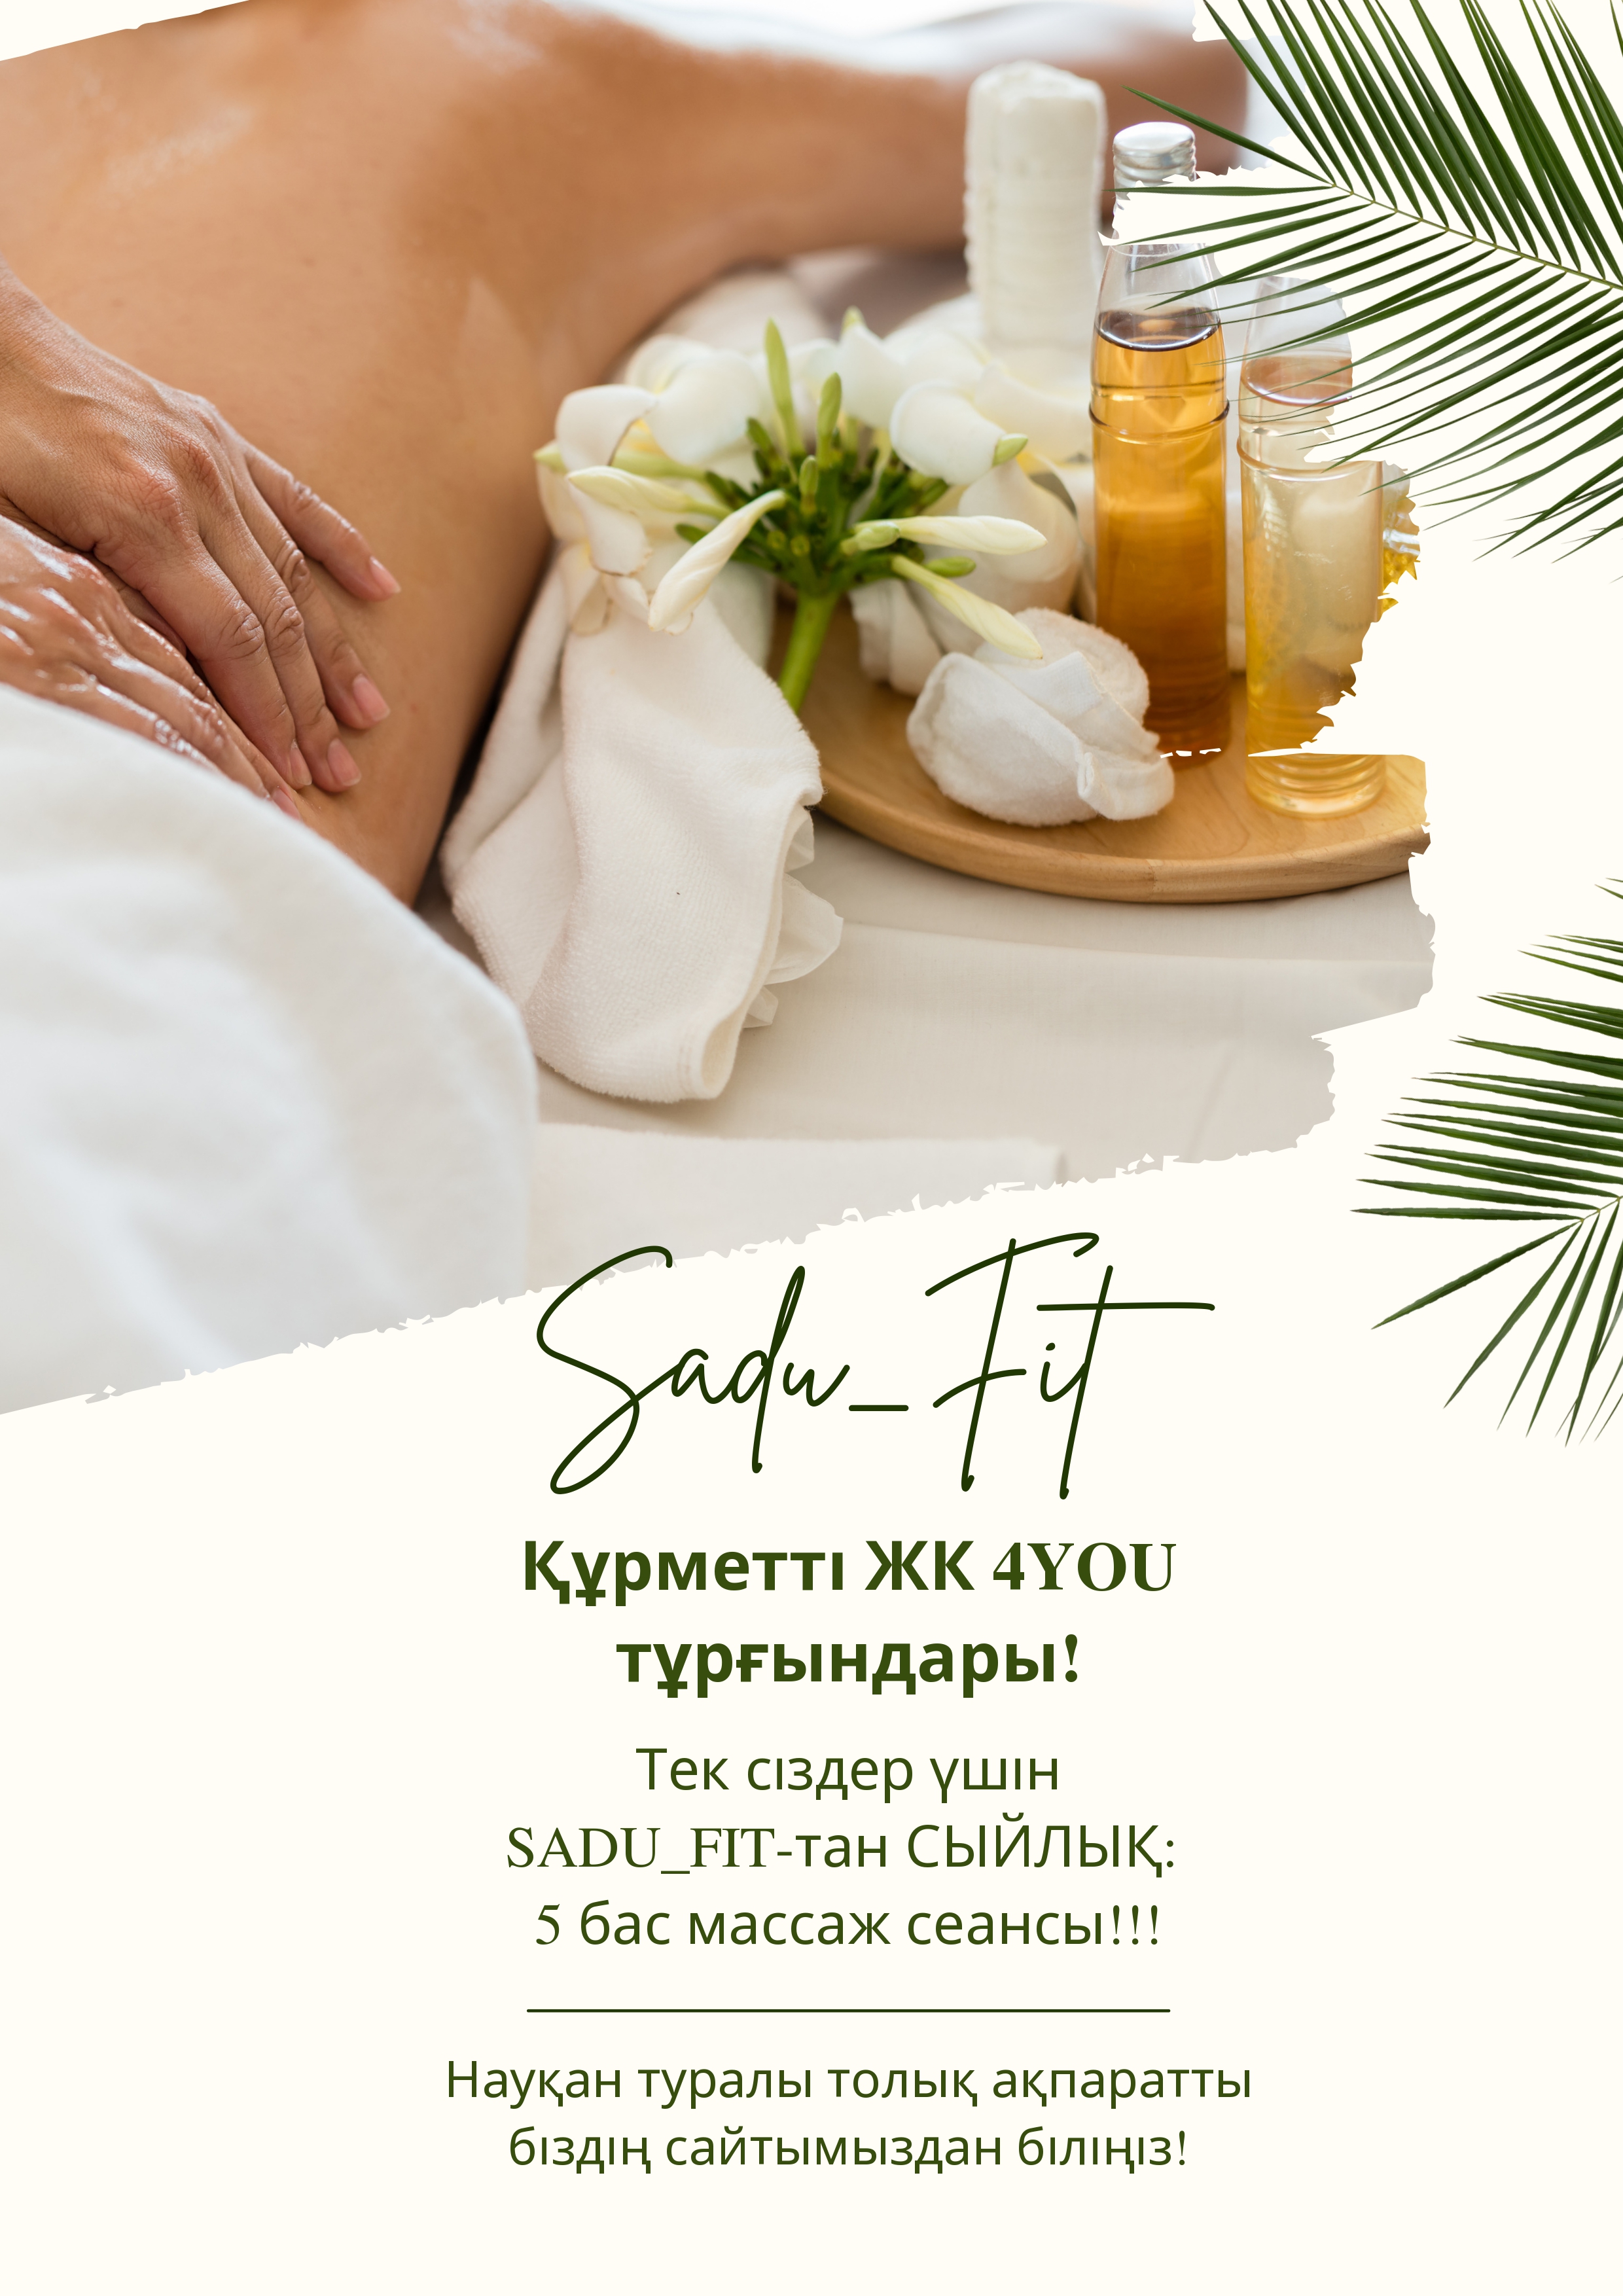 Sadu_Fit
Құрметті ЖК 4YOU
тұрғындары!
Тек сіздер үшін
SADU_FIT-тан СЫЙЛЫҚ:
5 бас массаж сеансы!!!
Науқан туралы толық ақпаратты
біздің сайтымыздан біліңіз!